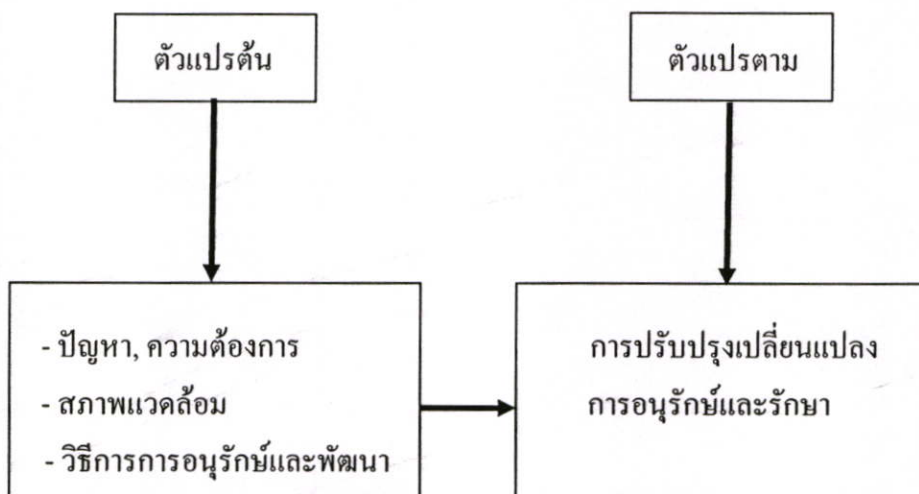 ตัวแปรต้น
ตัวแปรตาม
- ปัญหา, ความต้องการ
- สภาพแวดล้อม
- วิธีการการอนุรักษ์และพัฒนา
การปรับปรุงเปลี่ยนแปลง
การอนุรักษ์และรักษา